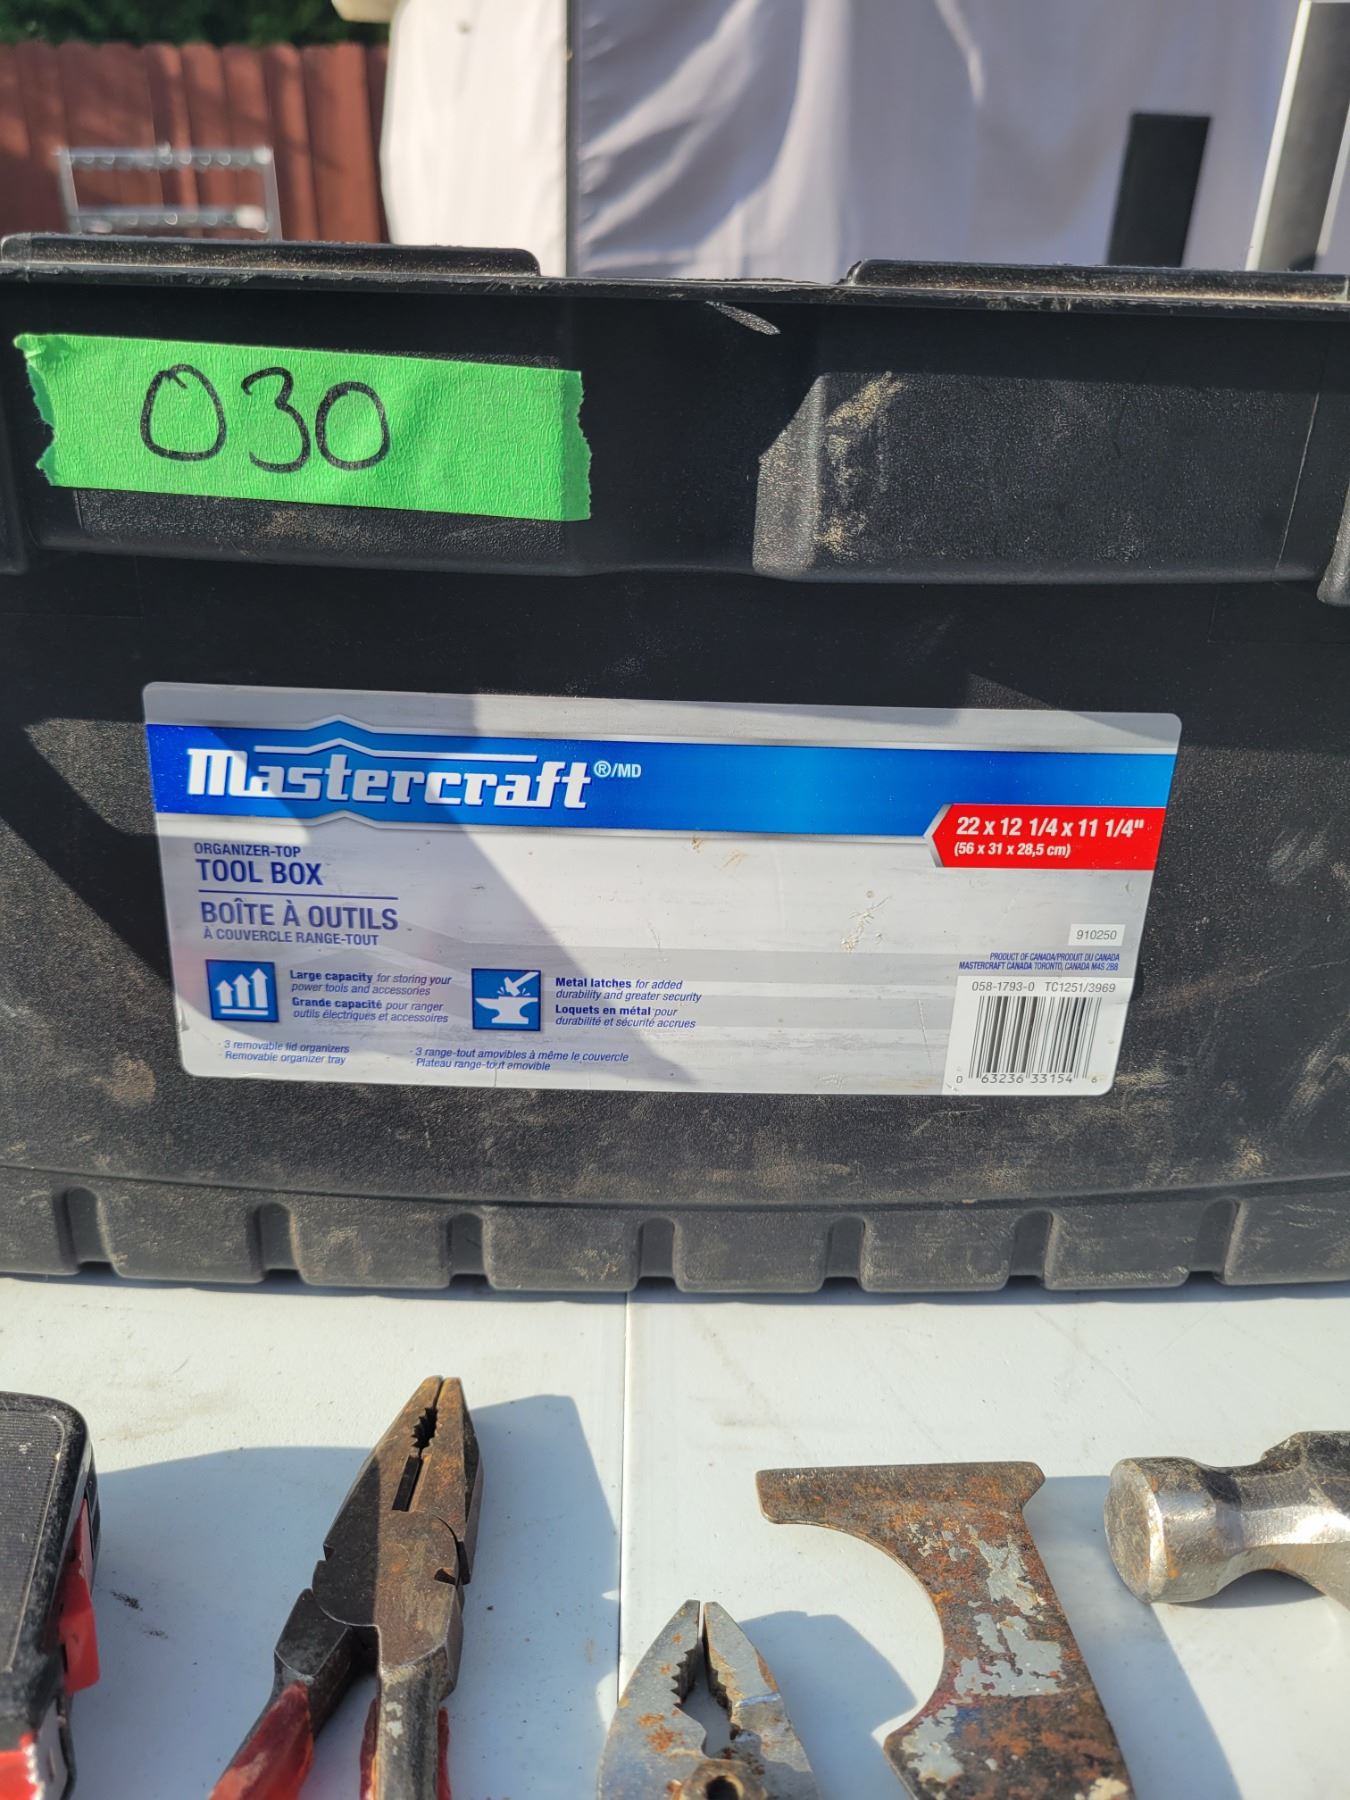 030
Mastercraft®/MD
22 x 12 1/4 x 11 1/4"
(56 x 31 x 28,5 cm)
ORGANIZER-TOP
TOOL BOX
BOÎTE À OUTILS
À COUVERCLE RANGE-TOUT
910250
PRODUCT OF CANADA/PRODUIT DU CANADA
MASTERCRAFT CANADA TORONTO, CANADA M4S 2B8
Large capacity for storing your
power tools and accessories
Grande capacité pour ranger
outils électriques et accessoires
Metal latches for added
durability and greater security
Loquets en métal pour
durabilité et sécurité accrues
058-1793-0 TC1251/3969
· 3 removable lid organizers
· Removable organizer tray
· 3 range-tout amovibles à même le couvercle
· Plateau range-tout amovible
0 63236 33154 6